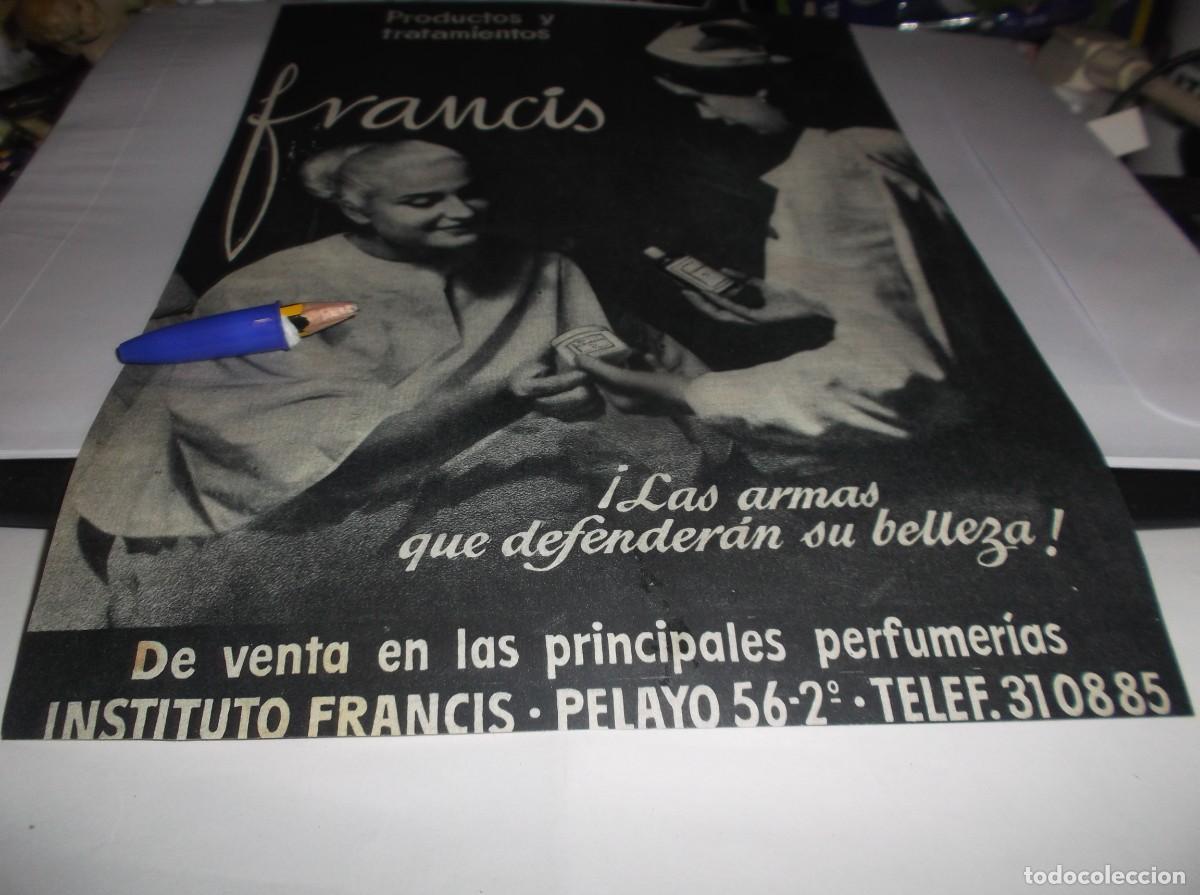 Productos y
tratamientos
francis
¡Las armas
que defenderán su belleza!
De venta en las principales perfumerías
INSTITUTO FRANCIS · PELAYO 56-2º · TELEF. 310885
todocoleccion